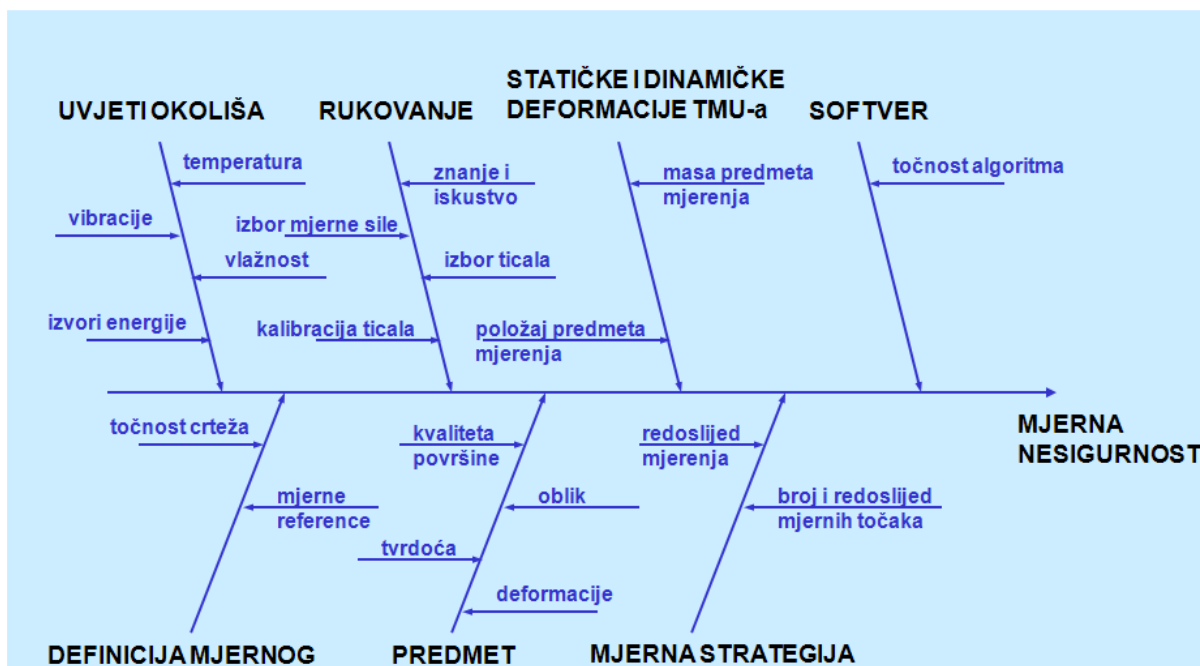 STATIČKE I DINAMIČKE
UVJETI OKOLIŠA RUKOVANJE DEFORMACIJE TMU-a SOFTVER
temperatura
znanje i
iskustvo
masa predmeta
mjerenja
točnost algoritma
vibracije
izbor mjerne sile
vlažnost
izbor ticala
izvori energije
kalibracija ticala
položaj predmeta
mjerenja
točnost crteža
kvaliteta
površine
redoslijed
mjerenja
MJERNA
NESIGURNOST
mjerne
reference
oblik
broj i redoslijed
mjernih točaka
tvrdoća
deformacije
DEFINICIJA MJERNOG PREDMET MJERNA STRATEGIJA